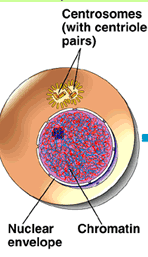 Centrosomes
(with centriole
pairs)
Nuclear
envelope
Chromatin